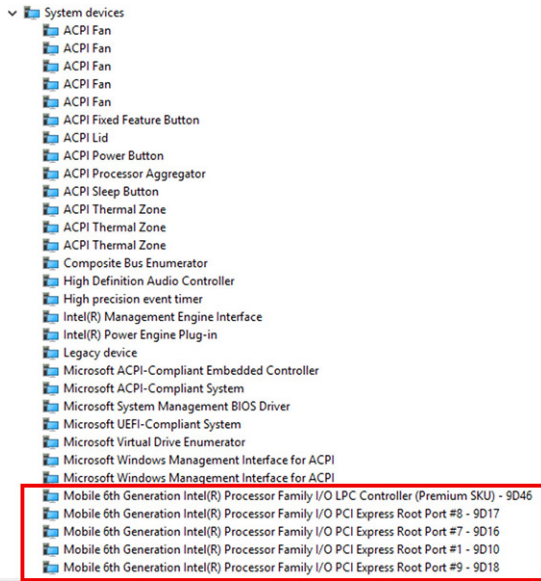 System devices
ACPI Fan
ACPI Fan
ACPI Fan
ACPI Fan
ACPI Fan
ACPI Fixed Feature Button
ACPI Lid
ACPI Power Button
ACPI Processor Aggregator
ACPI Sleep Button
ACPI Thermal Zone
ACPI Thermal Zone
ACPI Thermal Zone
Composite Bus Enumerator
High Definition Audio Controller
High precision event timer
Intel(R) Management Engine Interface
Intel(R) Power Engine Plug-in
Legacy device
Microsoft ACPI-Compliant Embedded Controller
Microsoft ACPI-Compliant System
Microsoft System Management BIOS Driver
Microsoft UEFI-Compliant System
Microsoft Virtual Drive Enumerator
Microsoft Windows Management Interface for ACPI
Microsoft Windows Management Interface for ACPI
Mobile 6th Generation Intel(R) Processor Family I/O LPC Controller (Premium SKU) - 9D46
Mobile 6th Generation Intel(R) Processor Family I/O PCI Express Root Port #8 - 9D17
Mobile 6th Generation Intel(R) Processor Family I/O PCI Express Root Port #7 - 9D16
Mobile 6th Generation Intel(R) Processor Family I/O PCI Express Root Port #1 - 9D10
Mobile 6th Generation Intel(R) Processor Family I/O PCI Express Root Port #9 - 9D18